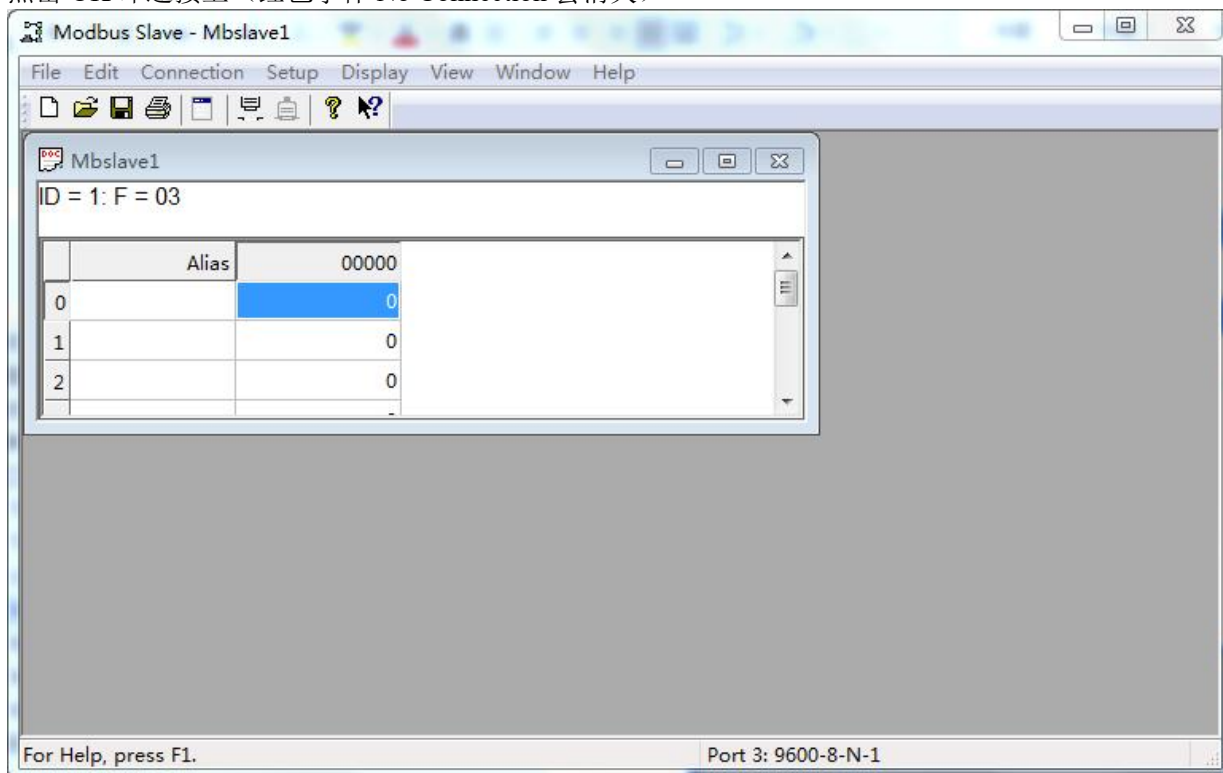 Modbus Slave - Mbslave1
File Edit Connection Setup Display View Window Help
Mbslave1
ID = 1: F = 03
Alias 00000
0 0
1 0
2 0
For Help, press F1. Port 3: 9600-8-N-1